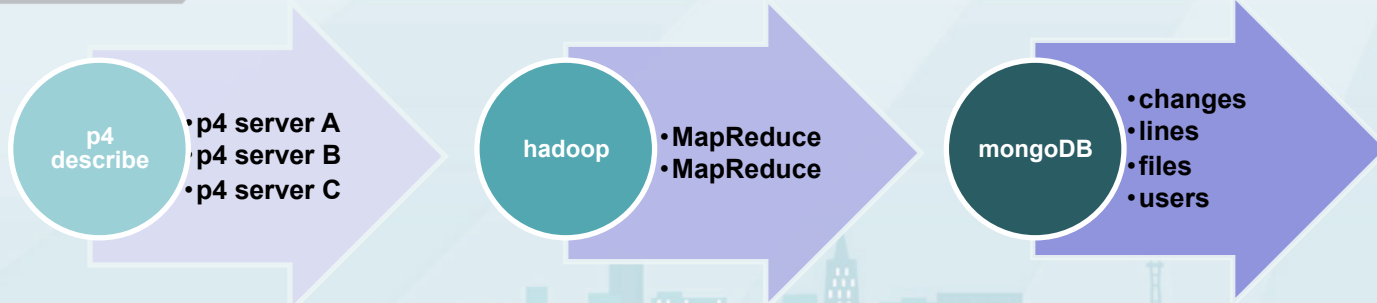 p4
describe
•p4 server A
•p4 server B
•p4 server C
hadoop
•MapReduce
•MapReduce
mongoDB
•changes
•lines
•files
•users